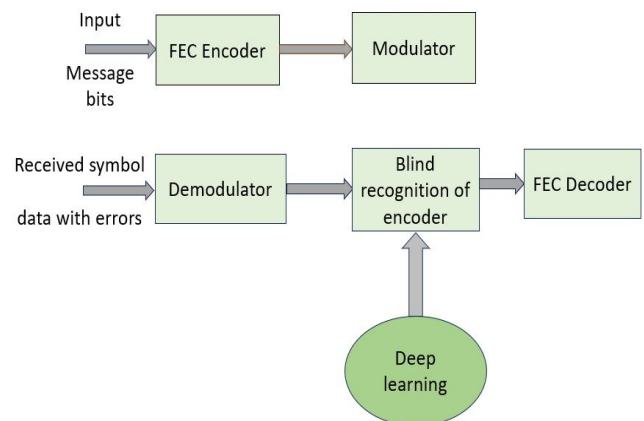 Input
Message
bits
FEC Encoder
Modulator
Received symbol
data with errors
Demodulator
Blind
recognition of
encoder
FEC Decoder
Deep
learning